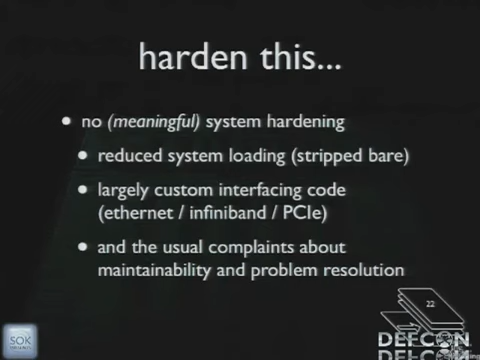 harden this...
• no (meaningful) system hardening
• reduced system loading (stripped bare)
• largely custom interfacing code
(ethernet / infiniband / PCIe)
• and the usual complaints about
maintainability and problem resolution
22
SOK
DEFCON